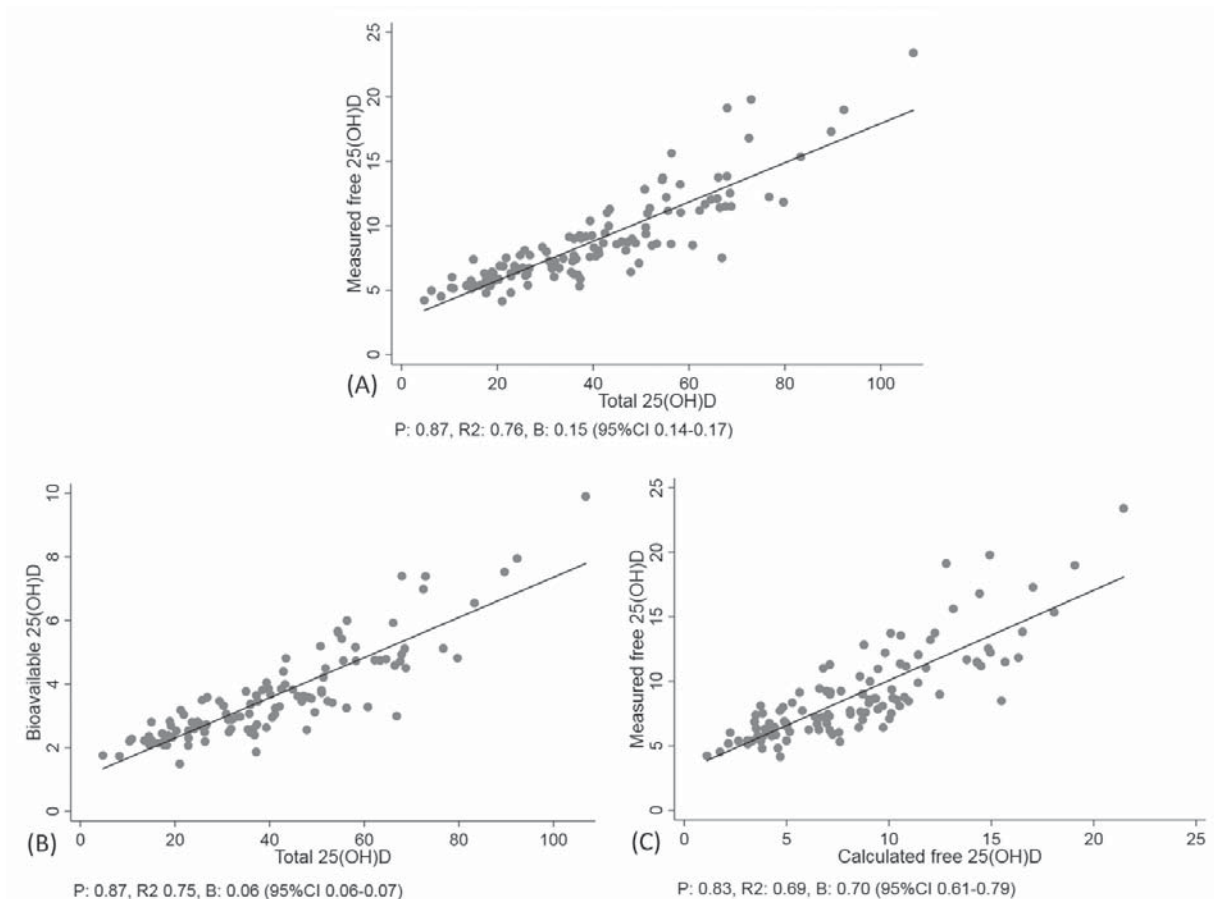 25
20
15
10
5
0
Measured free 25(OH)D
0 20 40 60 80 100
Total 25(OH)D
(A)
P: 0.87, R2: 0.76, B: 0.15 (95%CI 0.14-0.17)
10
8
6
4
2
0
Bioavailable 25(OH)D
0 20 40 60 80 100
Total 25(OH)D
(B)
P: 0.87, R2 0.75, B: 0.06 (95%CI 0.06-0.07)
25
20
15
10
5
0
Measured free 25(OH)D
0 5 10 15 20 25
Calculated free 25(OH)D
(C)
P: 0.83, R2: 0.69, B: 0.70 (95%CI 0.61-0.79)